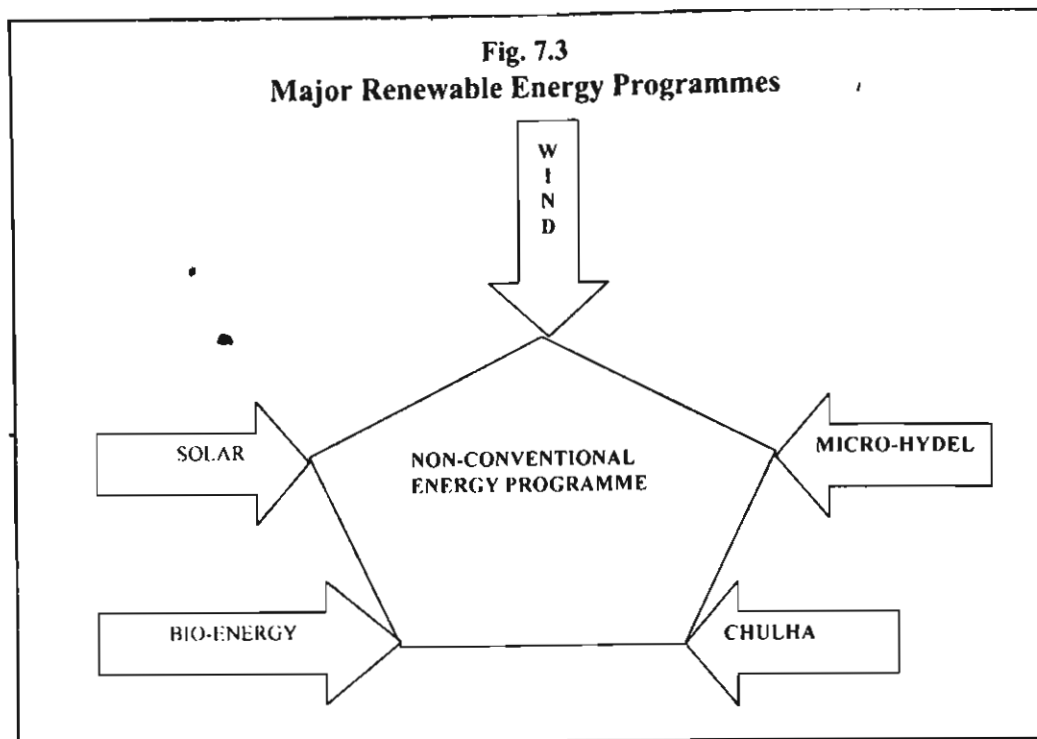 Fig. 7.3
Major Renewable Energy Programmes
W
I
N
D
SOLAR
NON-CONVENTIONAL
ENERGY PROGRAMME
MICRO-HYDEL
BIO-ENERGY
CHULHA